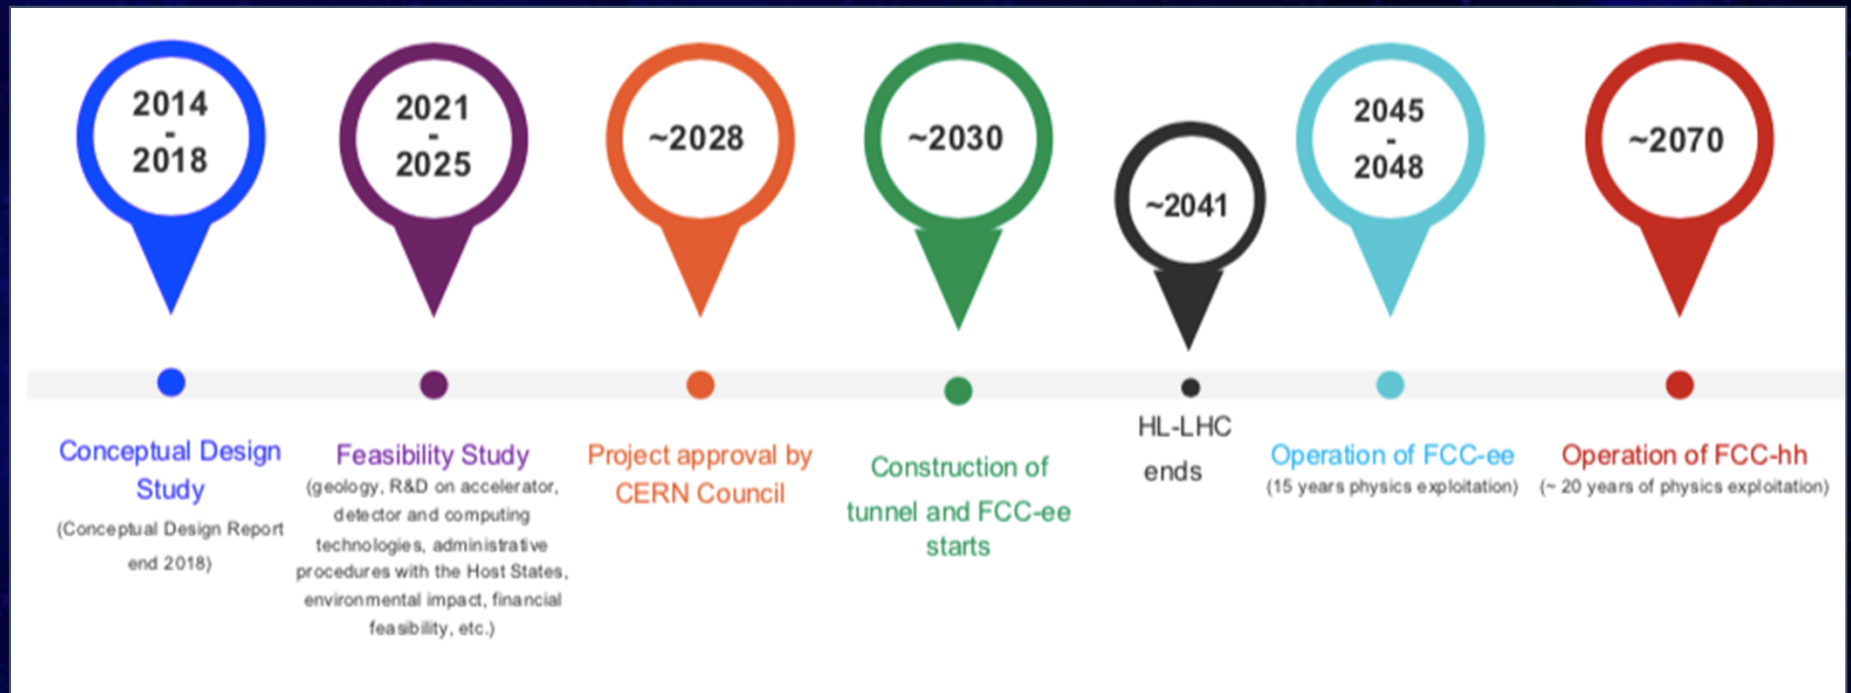 2014
-
2018
2021
-
2025
~2028
~2030
~2041
2045
-
2048
~2070
Conceptual Design
Study
(Conceptual Design Report
end 2018)
Feasibility Study
(geology, R&D on accelerator,
detector and computing
technologies, administrative
procedures with the Host States,
environmental impact, financial
feasibility, etc.)
Project approval by
CERN Council
Construction of
tunnel and FCC-ee
starts
HL-LHC
ends
Operation of FCC-ee
(15 years physics exploitation)
Operation of FCC-hh
(~ 20 years of physics exploitation)